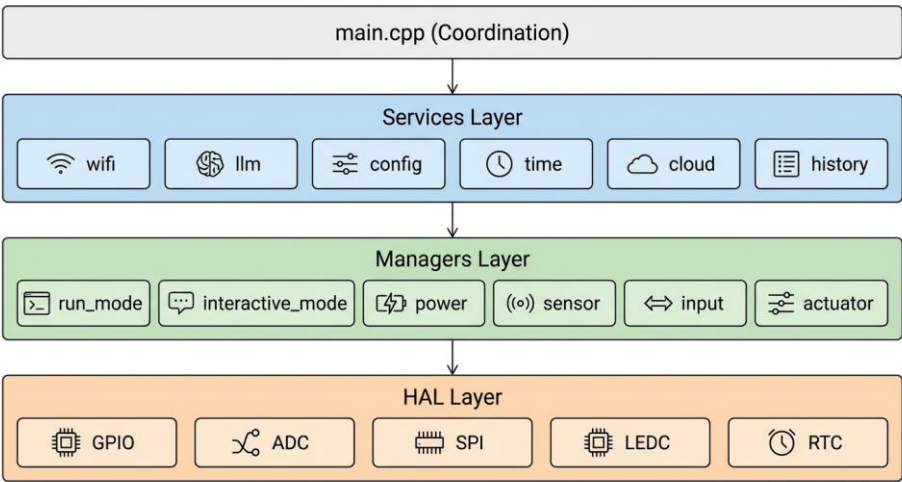 main.cpp (Coordination)
Services Layer
wifi
llm
config
time
cloud
history
Managers Layer
run_mode
interactive_mode
power
sensor
input
actuator
HAL Layer
GPIO
ADC
SPI
LEDC
RTC